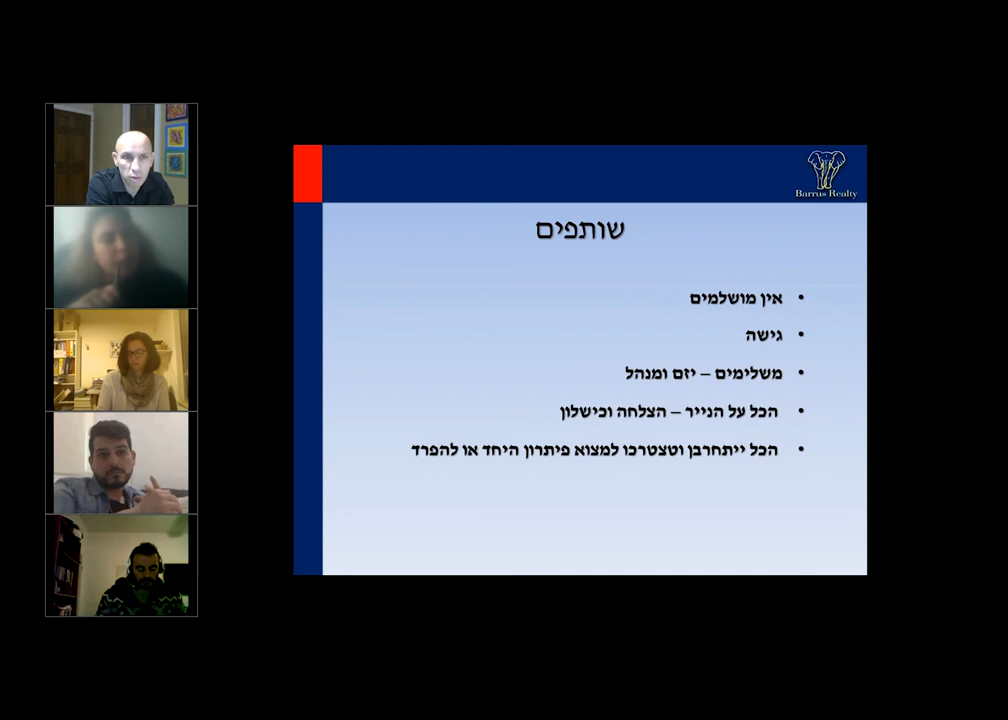 Barrus Realty
שותפים
• אין מושלמים
• גישה
• משלימים – יזם ומנהל
• הכל על הנייר – הצלחה וכישלון
• הכל ייתחרבן וטצטרכו למצוא פיתרון היחד או להפרד